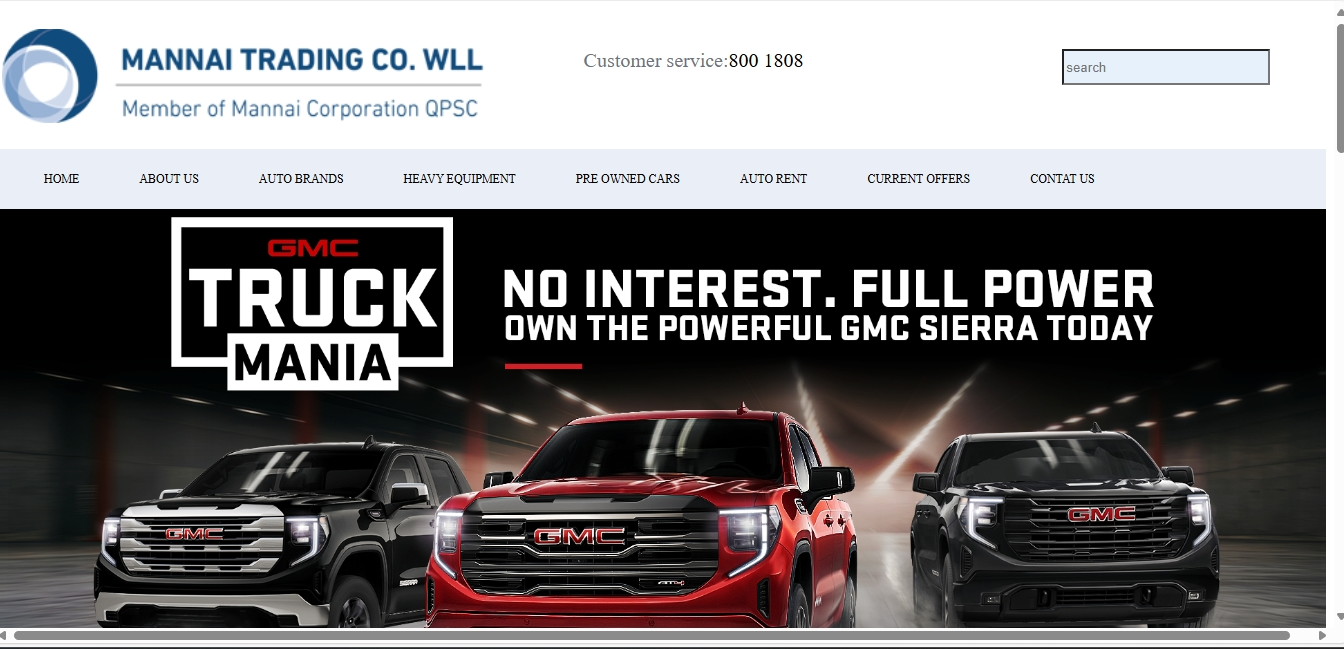 MANNAI TRADING CO. WLL
Member of Mannai Corporation QPSC
Customer service:800 1808
search
HOME ABOUT US AUTO BRANDS HEAVY EQUIPMENT PRE OWNED CARS AUTO RENT CURRENT OFFERS CONTAT US
GMC
TRUCK
MANIA
NO INTEREST. FULL POWER
OWN THE POWERFUL GMC SIERRA TODAY
GMC
GMC
GMC
SIERRA
AT4